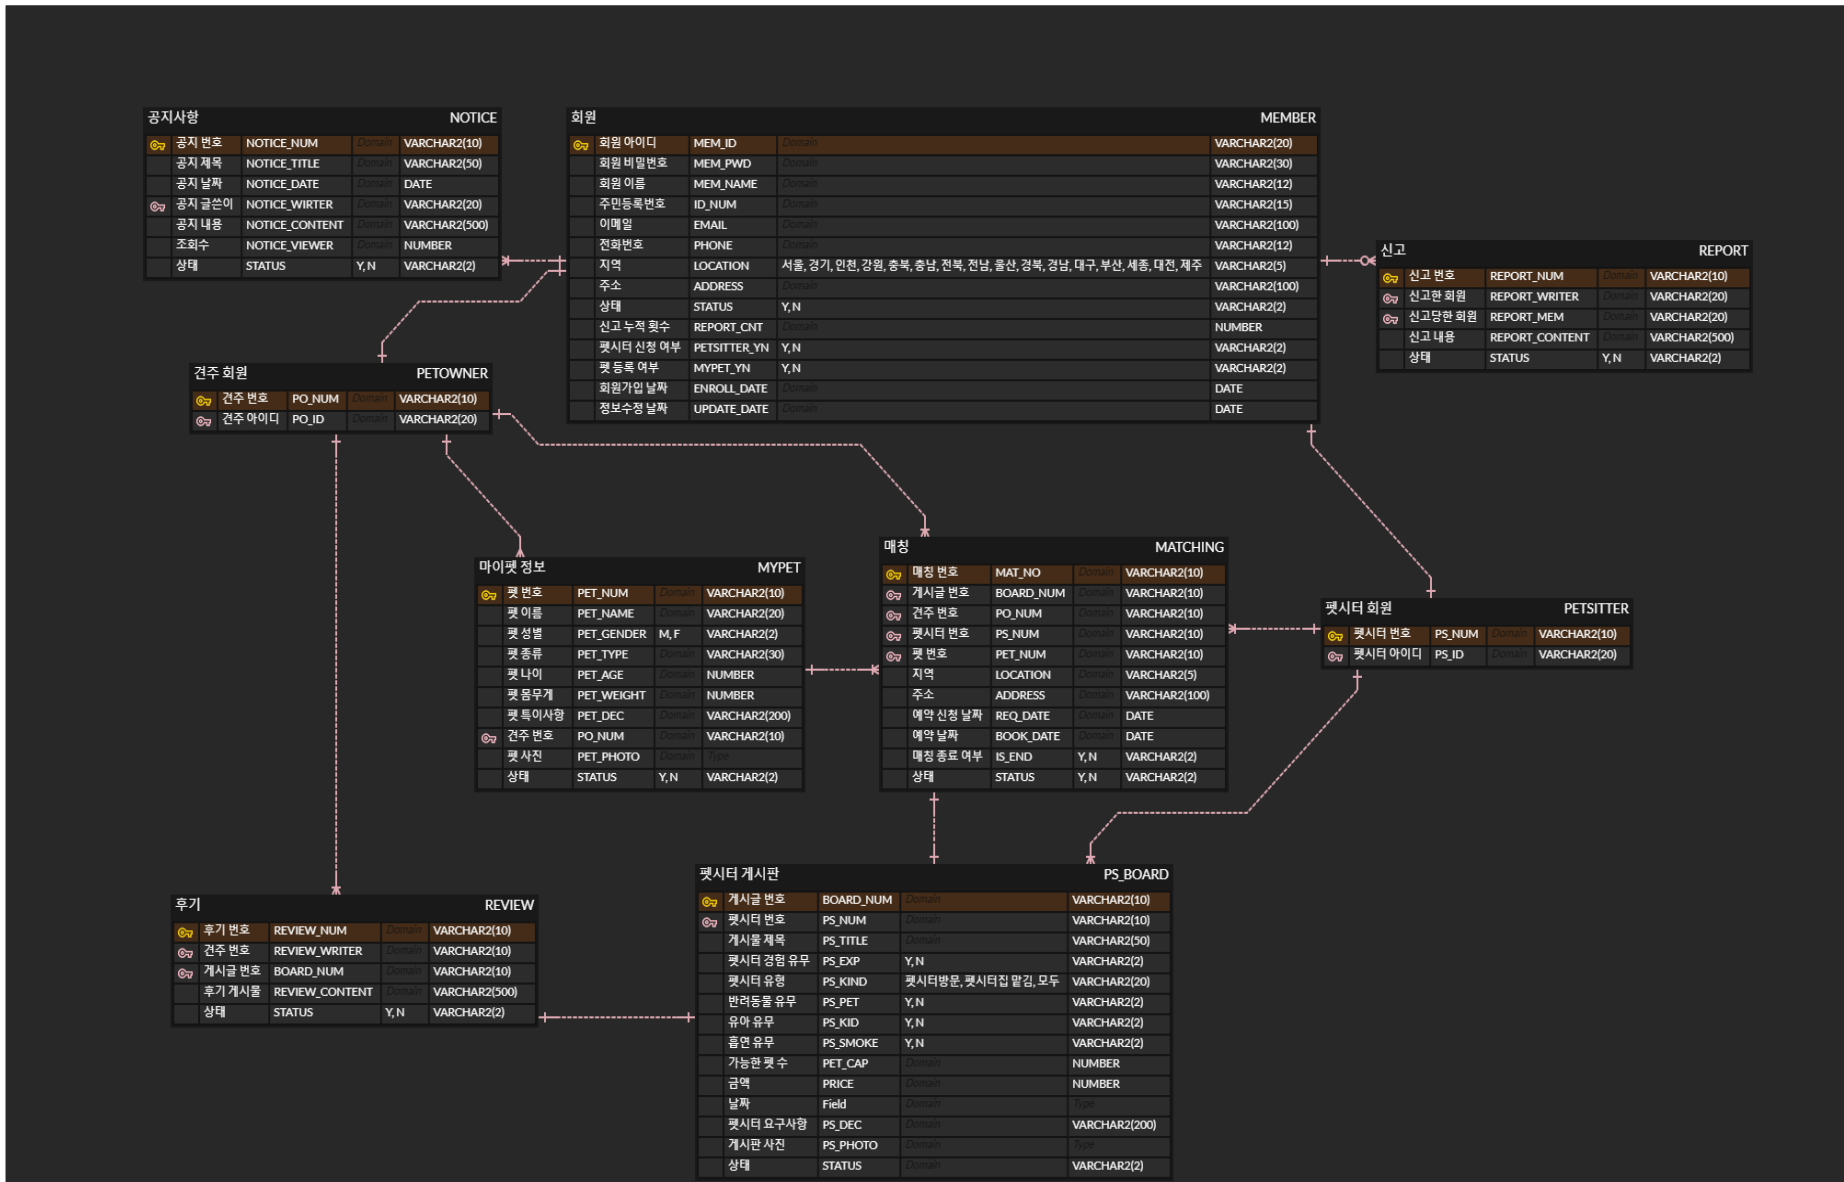 공지사항 NOTICE
공지 번호 NOTICE_NUM Domain VARCHAR2(10)
공지 제목 NOTICE_TITLE Domain VARCHAR2(50)
공지 날짜 NOTICE_DATE Domain DATE
공지 글쓴이 NOTICE_WIRTER Domain VARCHAR2(20)
공지 내용 NOTICE_CONTENT Domain VARCHAR2(500)
조회수 NOTICE_VIEWER Domain NUMBER
상태 STATUS Y, N VARCHAR2(2)
회원 MEMBER
회원 아이디 MEM_ID Domain VARCHAR2(20)
회원 비밀번호 MEM_PWD Domain VARCHAR2(30)
회원 이름 MEM_NAME Domain VARCHAR2(12)
주민등록번호 ID_NUM Domain VARCHAR2(15)
이메일 EMAIL Domain VARCHAR2(100)
전화번호 PHONE Domain VARCHAR2(12)
지역 LOCATION 서울, 경기, 인천, 강원, 충북, 충남, 전북, 전남, 울산, 경북, 경남, 대구, 부산, 세종, 대전, 제주 VARCHAR2(5)
주소 ADDRESS Domain VARCHAR2(100)
상태 STATUS Y, N VARCHAR2(2)
신고 누적 횟수 REPORT_CNT Domain NUMBER
펫시터 신청 여부 PETSITTER_YN Y, N VARCHAR2(2)
펫 등록 여부 MYPET_YN Y, N VARCHAR2(2)
회원가입 날짜 ENROLL_DATE Domain DATE
정보수정 날짜 UPDATE_DATE Domain DATE
신고 REPORT
신고 번호 REPORT_NUM Domain VARCHAR2(10)
신고한 회원 REPORT_WRITER Domain VARCHAR2(20)
신고당한 회원 REPORT_MEM Domain VARCHAR2(20)
신고 내용 REPORT_CONTENT Domain VARCHAR2(500)
상태 STATUS Y, N VARCHAR2(2)
견주 회원 PETOWNER
견주 번호 PO_NUM Domain VARCHAR2(10)
견주 아이디 PO_ID Domain VARCHAR2(20)
마이펫 정보 MYPET
펫 번호 PET_NUM Domain VARCHAR2(10)
펫 이름 PET_NAME Domain VARCHAR2(20)
펫 성별 PET_GENDER M, F VARCHAR2(2)
펫 종류 PET_TYPE Domain VARCHAR2(30)
펫 나이 PET_AGE Domain NUMBER
펫 몸무게 PET_WEIGHT Domain NUMBER
펫 특이사항 PET_DEC Domain VARCHAR2(200)
견주 번호 PO_NUM Domain VARCHAR2(10)
펫 사진 PET_PHOTO Domain Type
상태 STATUS Y, N VARCHAR2(2)
매칭 MATCHING
매칭 번호 MAT_NO Domain VARCHAR2(10)
게시글 번호 BOARD_NUM Domain VARCHAR2(10)
견주 번호 PO_NUM Domain VARCHAR2(10)
펫시터 번호 PS_NUM Domain VARCHAR2(10)
펫 번호 PET_NUM Domain VARCHAR2(10)
지역 LOCATION Domain VARCHAR2(5)
주소 ADDRESS Domain VARCHAR2(100)
예약 신청 날짜 REQ_DATE Domain DATE
예약 날짜 BOOK_DATE Domain DATE
매칭 종료 여부 IS_END Y, N VARCHAR2(2)
상태 STATUS Y, N VARCHAR2(2)
펫시터 회원 PETSITTER
펫시터 번호 PS_NUM Domain VARCHAR2(10)
펫시터 아이디 PS_ID Domain VARCHAR2(20)
후기 REVIEW
후기 번호 REVIEW_NUM Domain VARCHAR2(10)
견주 번호 REVIEW_WRITER Domain VARCHAR2(10)
게시글 번호 BOARD_NUM Domain VARCHAR2(10)
후기 게시물 REVIEW_CONTENT Domain VARCHAR2(500)
상태 STATUS Y, N VARCHAR2(2)
펫시터 게시판 PS_BOARD
게시글 번호 BOARD_NUM Domain VARCHAR2(10)
펫시터 번호 PS_NUM Domain VARCHAR2(10)
게시물 제목 PS_TITLE Domain VARCHAR2(50)
펫시터 경험 유무 PS_EXP Y, N VARCHAR2(2)
펫시터 유형 PS_KIND 펫시터방문, 펫시터집 맡김, 모두 VARCHAR2(20)
반려동물 유무 PS_PET Y, N VARCHAR2(2)
유아 유무 PS_KID Y, N VARCHAR2(2)
흡연 유무 PS_SMOKE Y, N VARCHAR2(2)
가능한 펫 수 PET_CAP Domain NUMBER
금액 PRICE Domain NUMBER
날짜 Field Domain Type
펫시터 요구사항 PS_DEC Domain VARCHAR2(200)
게시판 사진 PS_PHOTO Domain Type
상태 STATUS Domain VARCHAR2(2)